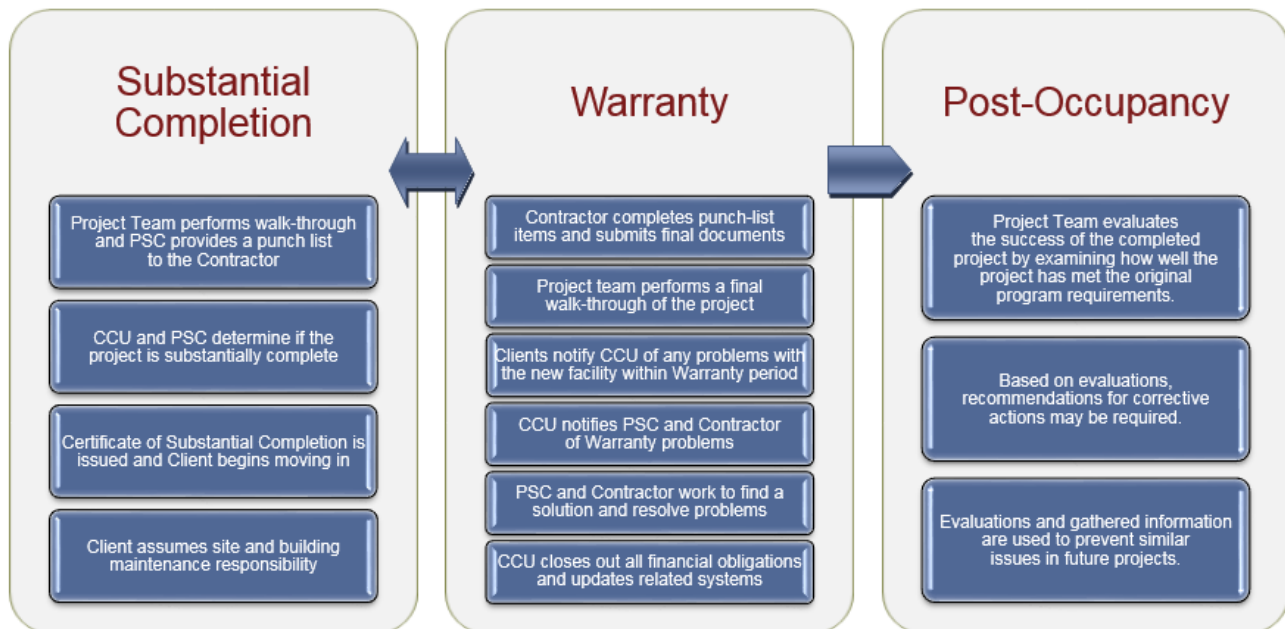 Substantial
Completion
Project Team performs walk-through
and PSC provides a punch list
to the Contractor
CCU and PSC determine if the
project is substantially complete
Certificate of Substantial Completion is
issued and Client begins moving in
Client assumes site and building
maintenance responsibility
Warranty
Contractor completes punch-list
items and submits final documents
Project team performs a final
walk-through of the project
Clients notify CCU of any problems with
the new facility within Warranty period
CCU notifies PSC and Contractor
of Warranty problems
PSC and Contractor work to find a
solution and resolve problems
CCU closes out all financial obligations
and updates related systems
Post-Occupancy
Project Team evaluates
the success of the completed
project by examining how well the
project has met the original
program requirements.
Based on evaluations,
recommendations for corrective
actions may be required.
Evaluations and gathered information
are used to prevent similar
issues in future projects.